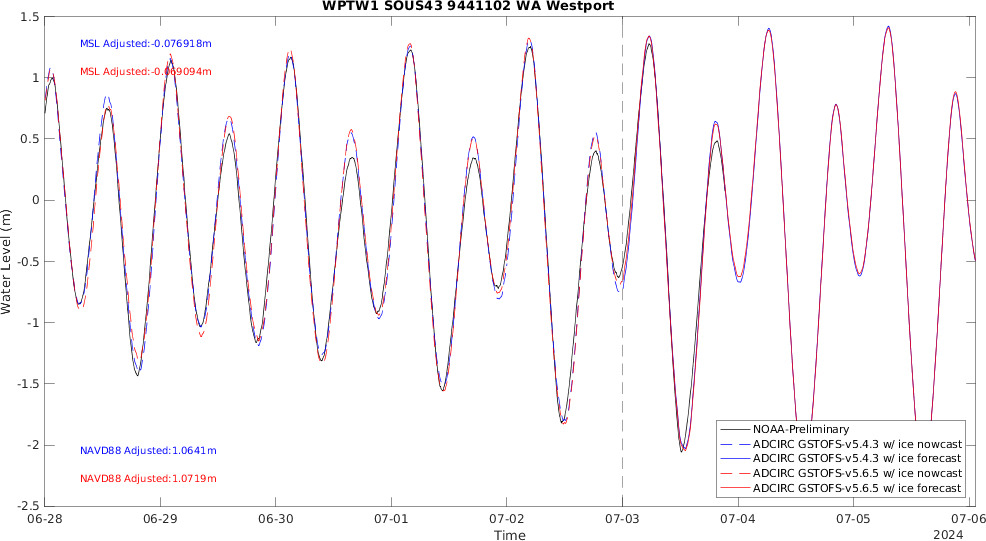 WPTW1 SOUS43 9441102 WA Westport
1.5
1
0.5
0
-0.5
-1
-1.5
-2
-2.5
Water Level (m)
MSL Adjusted:-0.076918m
MSL Adjusted:-0.069094m
NAVD88 Adjusted:1.0641m
NAVD88 Adjusted:1.0719m
NOAA-Preliminary
ADCIRC GSTOFS-v5.4.3 w/ ice nowcast
ADCIRC GSTOFS-v5.4.3 w/ ice forecast
ADCIRC GSTOFS-v5.6.5 w/ ice nowcast
ADCIRC GSTOFS-v5.6.5 w/ ice forecast
06-28 06-29 06-30 07-01 07-02 07-03 07-04 07-05 07-06
Time
2024